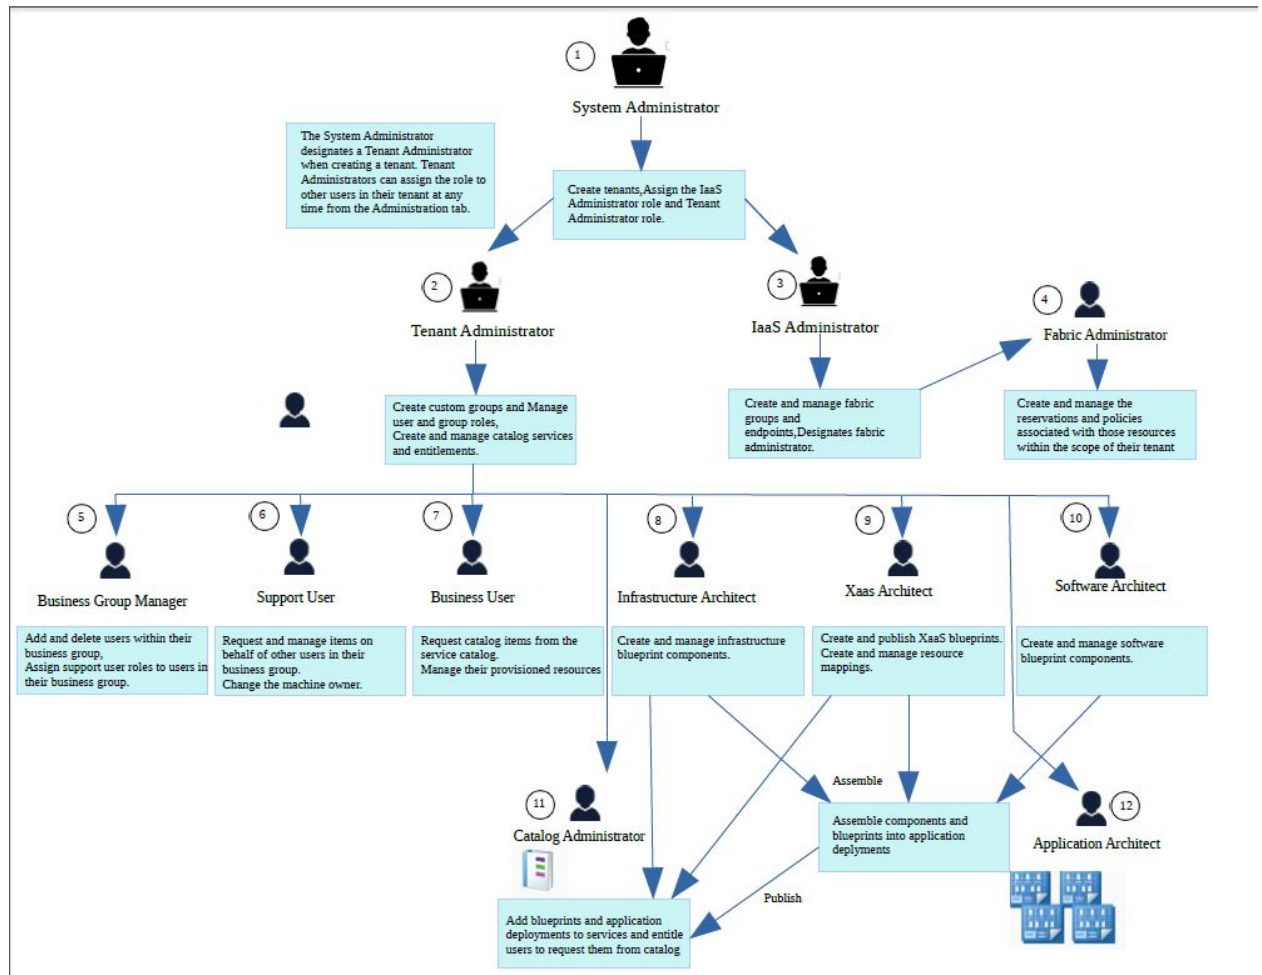 1
System Administrator
The System Administrator
designates a Tenant Administrator
when creating a tenant. Tenant
Administrators can assign the role to
other users in their tenant at any
time from the Administration tab.
Create tenants,Assign the IaaS
Administrator role and Tenant
Administrator role.
2
Tenant Administrator
3
IaaS Administrator
4
Fabric Administrator
Create custom groups and Manage
user and group roles,
Create and manage catalog services
and entitlements.
Create and manage fabric
groups and
endpoints,Designates fabric
administrator.
Create and manage the
reservations and policies
associated with those resources
within the scope of their tenant
5
Business Group Manager
6
Support User
7
Business User
8
Infrastructure Architect
9
Xaas Architect
10
Software Architect
Add and delete users within their
business group,
Assign support user roles to users in
their business group.
Request and manage items on
behalf of other users in their
business group.
Change the machine owner.
Request catalog items from the
service catalog.
Manage their provisioned resources
Create and manage infrastructure
blueprint components.
Create and publish XaaS blueprints.
Create and manage resource
mappings.
Create and manage software
blueprint components.
Assemble
11
Catalog Administrator
Assemble components and
blueprints into application
deplyments
12
Application Architect
Publish
Add blueprints and application
deployments to services and entitle
users to request them from catalog